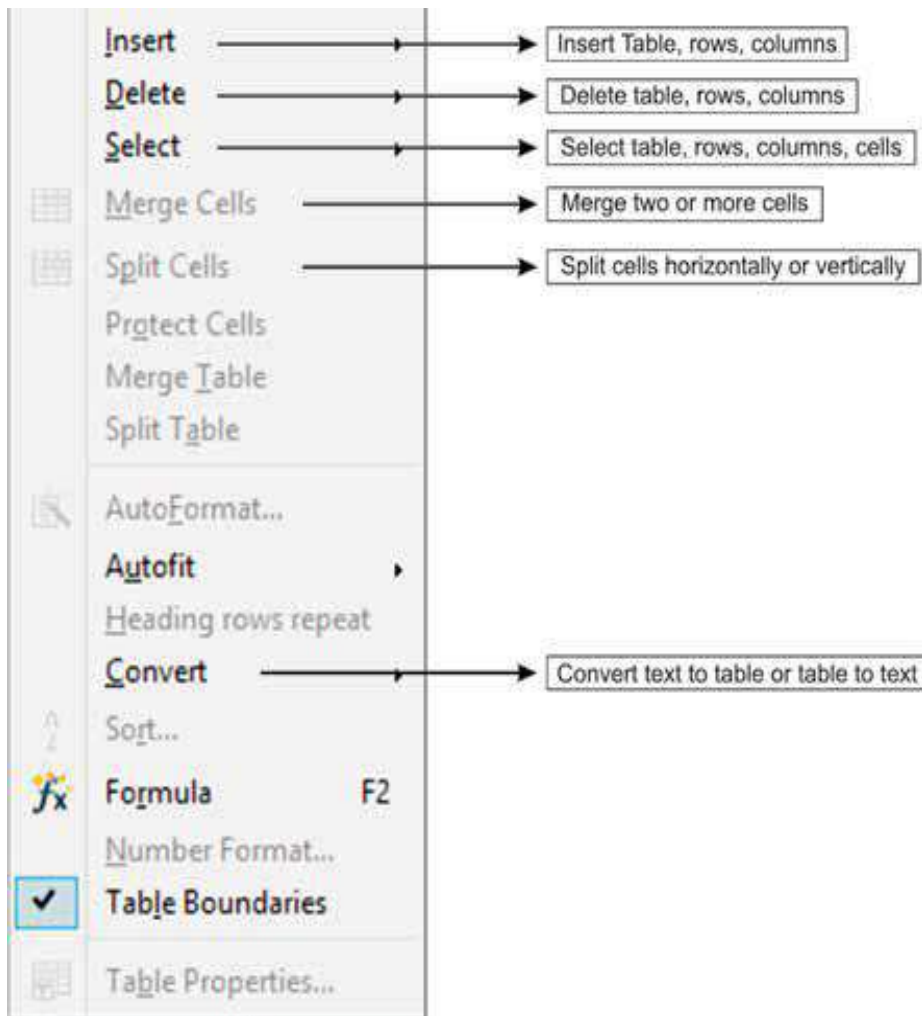 Insert
Insert Table, rows, columns
Delete
Delete table, rows, columns
Select
Select table, rows, columns, cells
Merge Cells
Merge two or more cells
Split Cells
Split cells horizontally or vertically
Protect Cells
Merge Table
Split Table
AutoFormat...
Autofit
Heading rows repeat
Convert
Convert text to table or table to text
A
Z
Sort...
fx Formula F2
Number Format...
Table Boundaries
Table Properties...